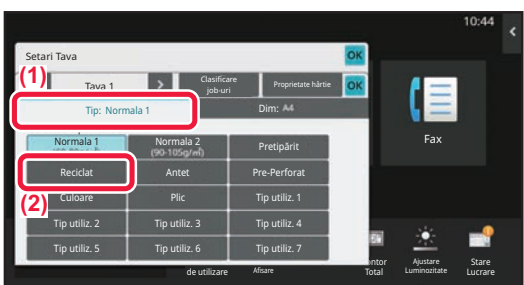 10:44
Setari Tava
OK
(1)
Tava 1
>
Clasificare
job-uri
Proprietate hârtie
OK
Tip: Normala 1
Dim: A4
Normala 1
Normala 2
(90-105g/m²)
Pretipărit
Reciclat
Antet
Pre-Perforat
(2)
Culoare
Plic
Tip utiliz. 1
Tip utiliz. 2
Tip utiliz. 3
Tip utiliz. 4
Tip utiliz. 5
Tip utiliz. 6
Tip utiliz. 7
Fax
de utilizare
Afisare
Total
Ajustare
Luminozitate
Stare
Lucrare